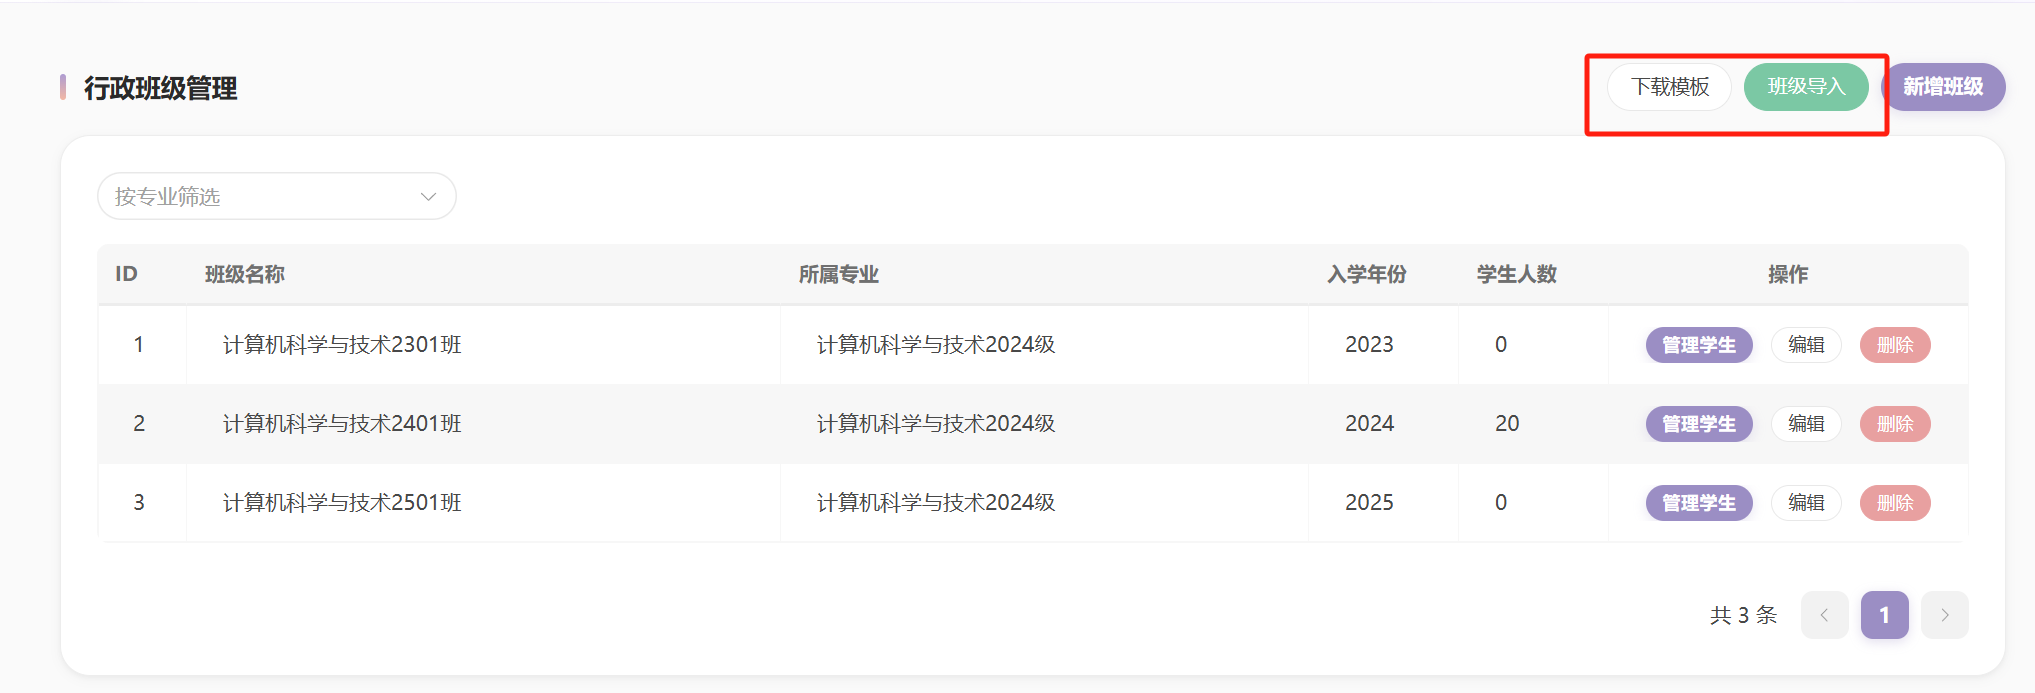 行政班级管理
下载模板 班级导入 新增班级
按专业筛选
ID 班级名称 所属专业 入学年份 学生人数 操作
1 计算机科学与技术2301班 计算机科学与技术2024级 2023 0 管理学生 编辑 删除
2 计算机科学与技术2401班 计算机科学与技术2024级 2024 20 管理学生 编辑 删除
3 计算机科学与技术2501班 计算机科学与技术2024级 2025 0 管理学生 编辑 删除
共 3 条 1